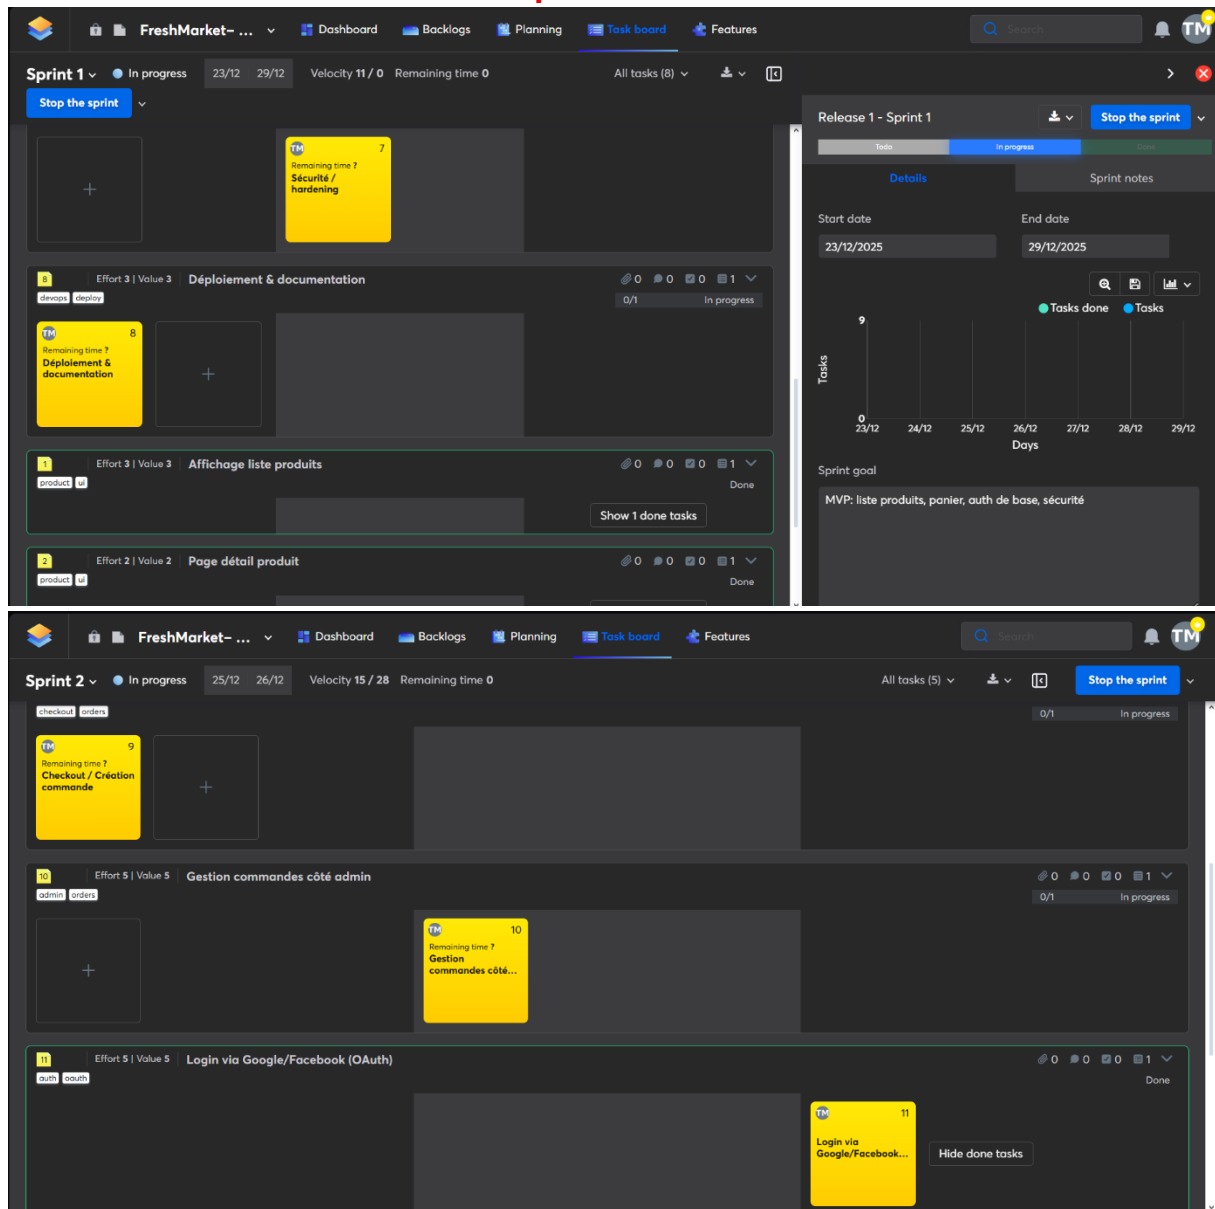 FreshMarket– ...
Dashboard
Backlogs
Planning
Task board
Features
Search
TM
Sprint 1
In progress
23/12 29/12
Velocity 11 / 0 Remaining time 0
All tasks (8)
Stop the sprint
TM 7
Remaining time ?
Sécurité /
hardening
+
8 Effort 3 | Value 3 Déploiement & documentation 0 0 0 1
devops deploy
0/1 In progress
TM 8
Remaining time ?
Déploiement &
documentation
+
1 Effort 3 | Value 3 Affichage liste produits 0 0 0 1
product ui
Done
Show 1 done tasks
2 Effort 2 | Value 2 Page détail produit 0 0 0 1
product ui
Done
Release 1 - Sprint 1
Stop the sprint
Todo In progress Done
Details Sprint notes
Start date End date
23/12/2025 29/12/2025
Tasks done Tasks
9
Tasks
0
23/12 24/12 25/12 26/12 27/12 28/12 29/12
Days
Sprint goal
MVP: liste produits, panier, auth de base, sécurité
FreshMarket– ...
Dashboard
Backlogs
Planning
Task board
Features
Search
TM
Sprint 2
In progress
25/12 26/12
Velocity 15 / 28 Remaining time 0
All tasks (5)
Stop the sprint
checkout orders
0/1 In progress
TM 9
Remaining time ?
Checkout / Création
commande
+
10 Effort 5 | Value 5 Gestion commandes côté admin 0 0 0 1
admin orders
0/1 In progress
+
TM 10
Remaining time ?
Gestion
commandes côté...
11 Effort 5 | Value 5 Login via Google/Facebook (OAuth) 0 0 0 1
auth oauth
Done
TM 11
Login via
Google/Facebook...
Hide done tasks